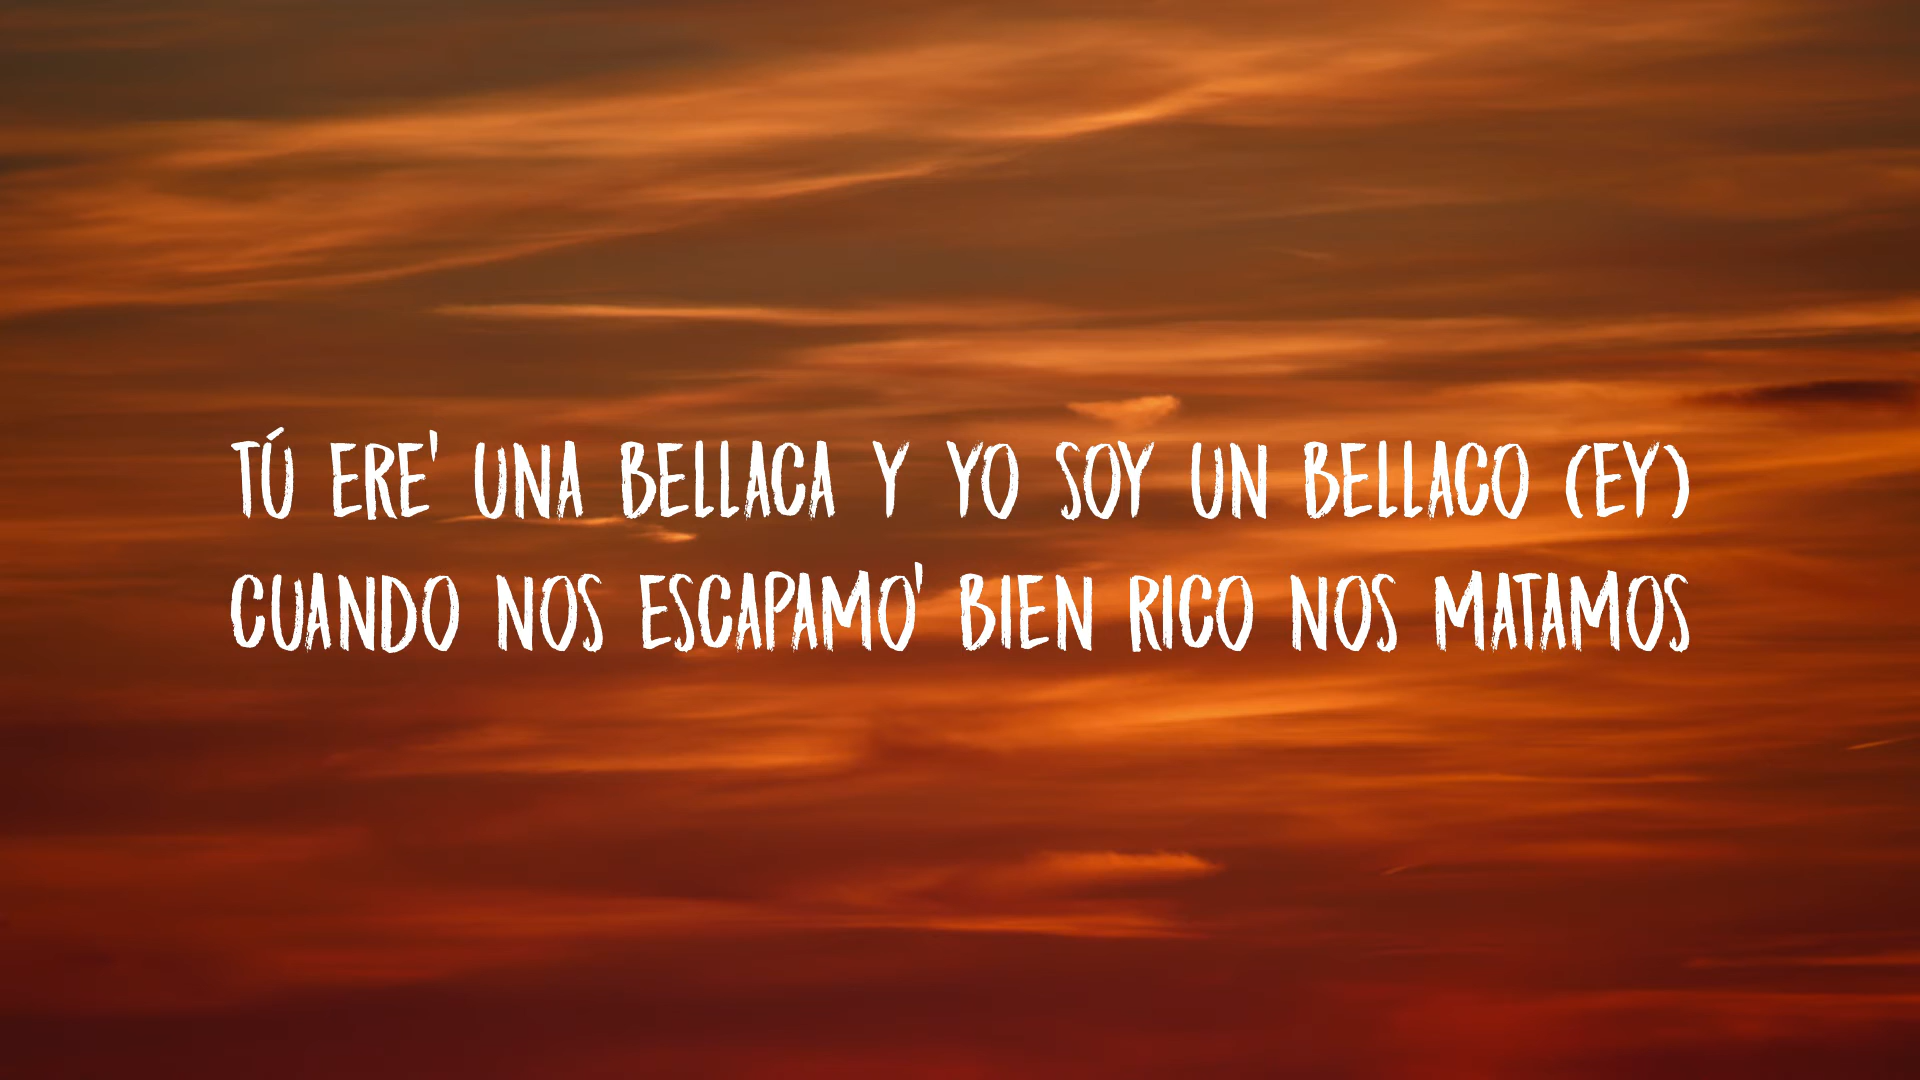 TÚ ERE' UNA BELLACA Y YO SOY UN BELLACO (EY)
CUANDO NOS ESCAPAMO' BIEN RICO NOS MATAMOS